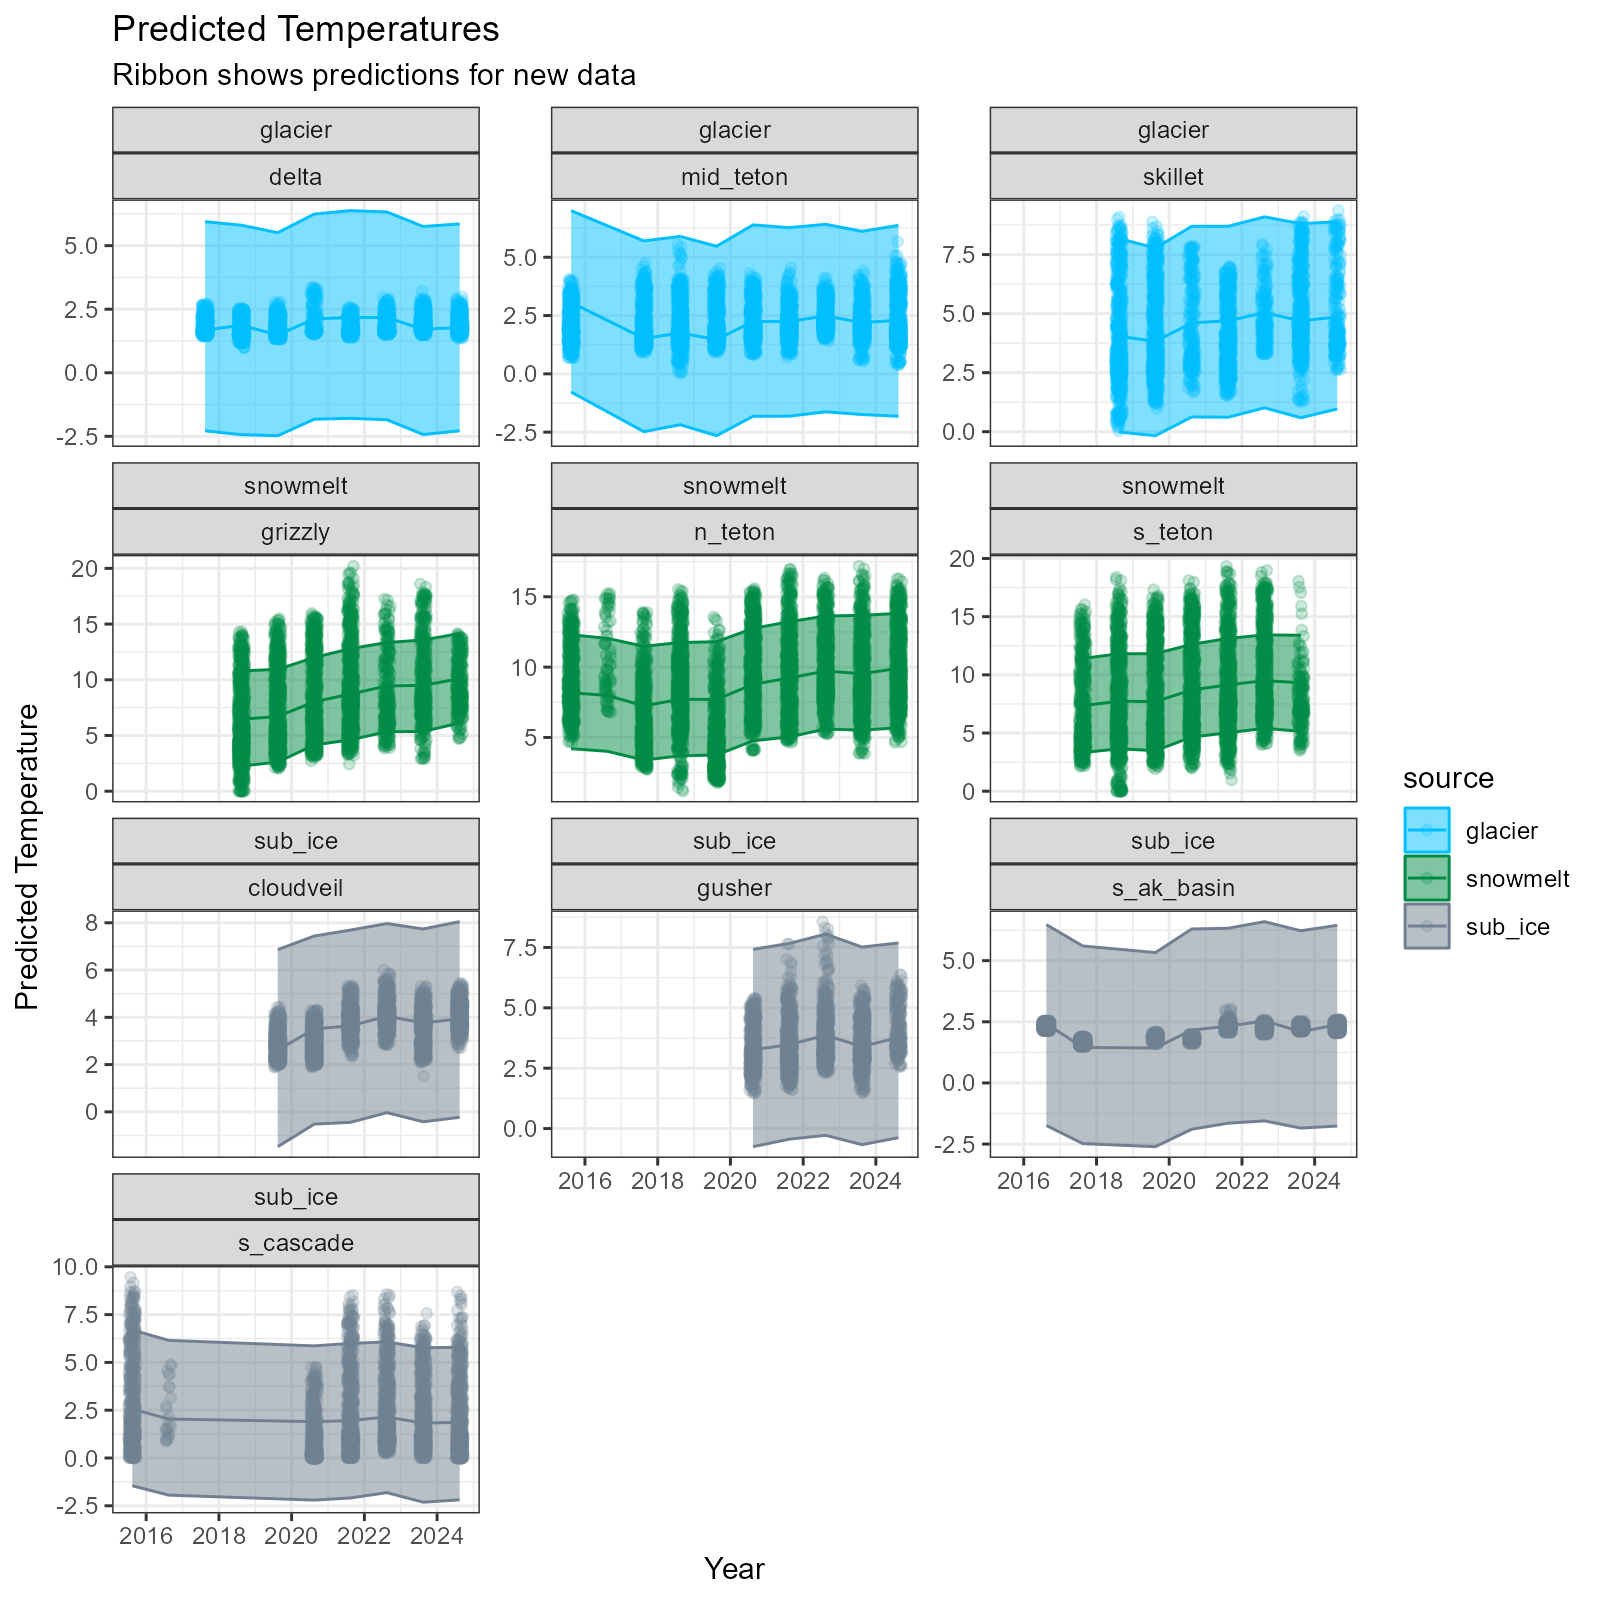 Predicted Temperatures
Ribbon shows predictions for new data
glacier
glacier
glacier
delta
mid_teton
skillet
5.0
2.5
0.0
-2.5
5.0
2.5
0.0
-2.5
7.5
5.0
2.5
0.0
snowmelt
snowmelt
snowmelt
grizzly
n_teton
s_teton
20
15
10
5
0
15
10
5
20
15
10
5
0
sub_ice
sub_ice
sub_ice
cloudveil
gusher
s_ak_basin
8
6
4
2
0
7.5
5.0
2.5
0.0
5.0
2.5
0.0
-2.5
2016 2018 2020 2022 2024
2016 2018 2020 2022 2024
sub_ice
s_cascade
10.0
7.5
5.0
2.5
0.0
-2.5
2016 2018 2020 2022 2024
Year
Predicted Temperature
source
glacier
snowmelt
sub_ice